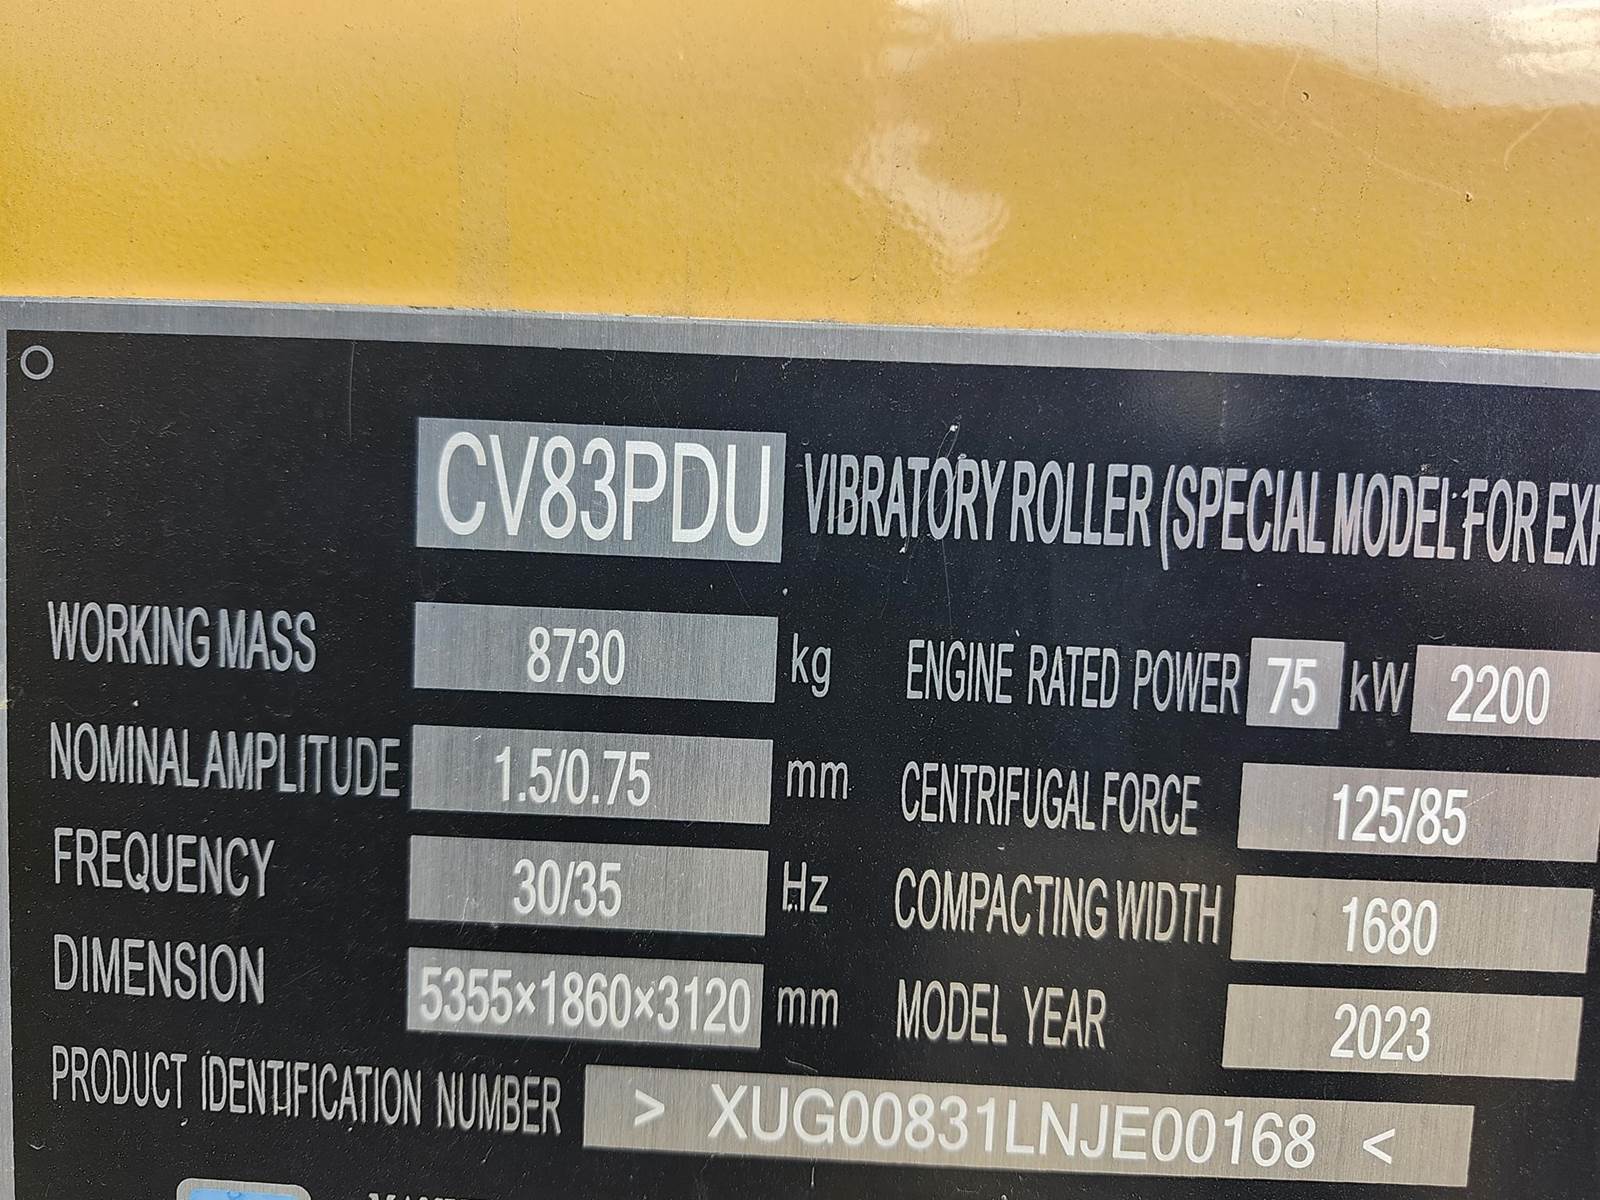 CV83PDU VIBRATORY ROLLER (SPECIAL MODEL FOR
WORKING MASS 8730 kg ENGINE RATED POWER 75 kW 2200
NOMINAL AMPLITUDE 1.5/0.75 mm CENTRIFUGAL FORCE 125/85
FREQUENCY 30/35 Hz COMPACTING WIDTH 1680
DIMENSION 5355×1860×3120 mm MODEL YEAR 2023
PRODUCT IDENTIFICATION NUMBER > XUG00831LNJE00168 <